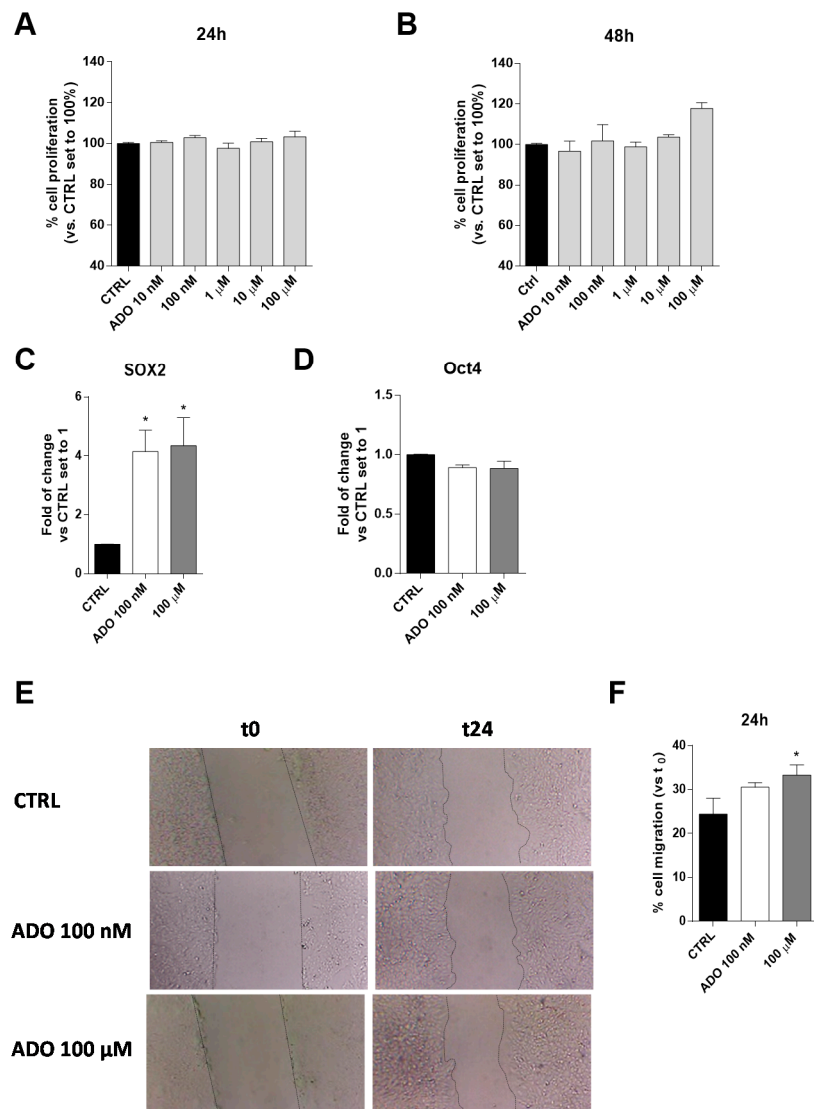 A
24h
% cell proliferation
(vs. CTRL set to 100%)
140
120
100
80
60
40
CTRL
ADO 10 nM
100 nM
1 μM
10 μM
100 μM
B
48h
% cell proliferation
(vs. CTRL set to 100%)
140
120
100
80
60
40
Ctrl
ADO 10 nM
100 nM
1 μM
10 μM
100 μM
C
SOX2
Fold of change
vs CTRL set to 1
6
4
2
0
*
*
CTRL
ADO 100 nM
100 μM
D
Oct4
Fold of change
vs CTRL set to 1
1.5
1.0
0.5
0.0
CTRL
ADO 100 nM
100 μM
E
t0
t24
CTRL
ADO 100 nM
ADO 100 μM
F
24h
% cell migration (vs t 0)
40
30
20
10
0
*
CTRL
ADO 100 nM
100 μM